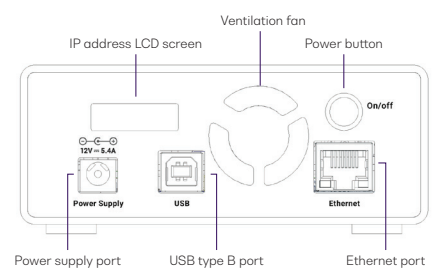 Ventilation fan
IP address LCD screen
Power button
On/off
12V⎓5.4A
Power Supply
USB
Ethernet
Power supply port
USB type B port
Ethernet port